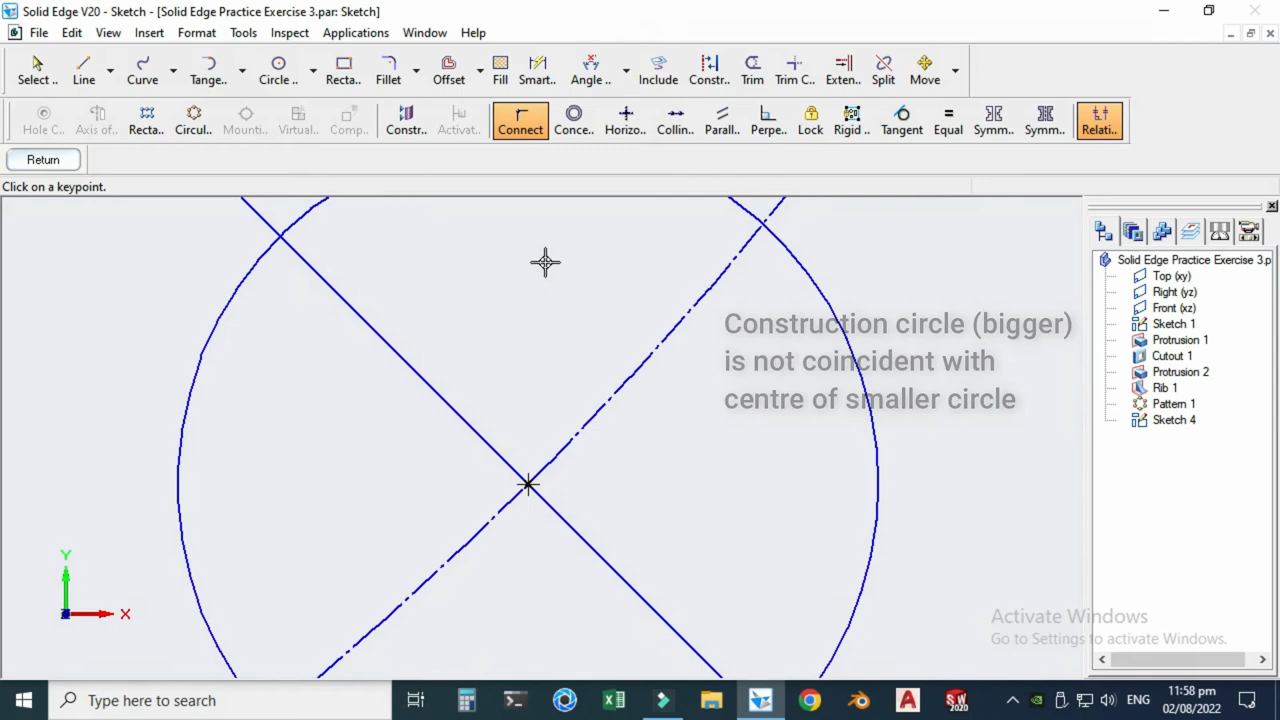 Solid Edge V20 - Sketch - [Solid Edge Practice Exercise 3.par: Sketch]
File Edit View Insert Format Tools Inspect Applications Window Help
Select .. Line Curve Tange.. Circle .. Recta.. Fillet Offset Fill Smart.. Angle .. Include Constr.. Trim Trim C.. Exten.. Split Move
Hole C.. Axis of.. Recta.. Circul.. Mounti.. Virtual.. Comp.. Constr.. Activat.. Connect Conce.. Horizo.. Collin.. Parall.. Perpe.. Lock Rigid .. Tangent Equal Symm.. Symm.. Relati..
Return
Click on a keypoint.
Solid Edge Practice Exercise 3.p
Top (xy)
Right (yz)
Front (xz)
Sketch 1
Protrusion 1
Cutout 1
Protrusion 2
Rib 1
Pattern 1
Sketch 4
Construction circle (bigger)
is not coincident with
centre of smaller circle
Y
X
Activate Windows
Go to Settings to activate Windows.
Type here to search
A
SW
2020
ENG
11:58 pm
02/08/2022